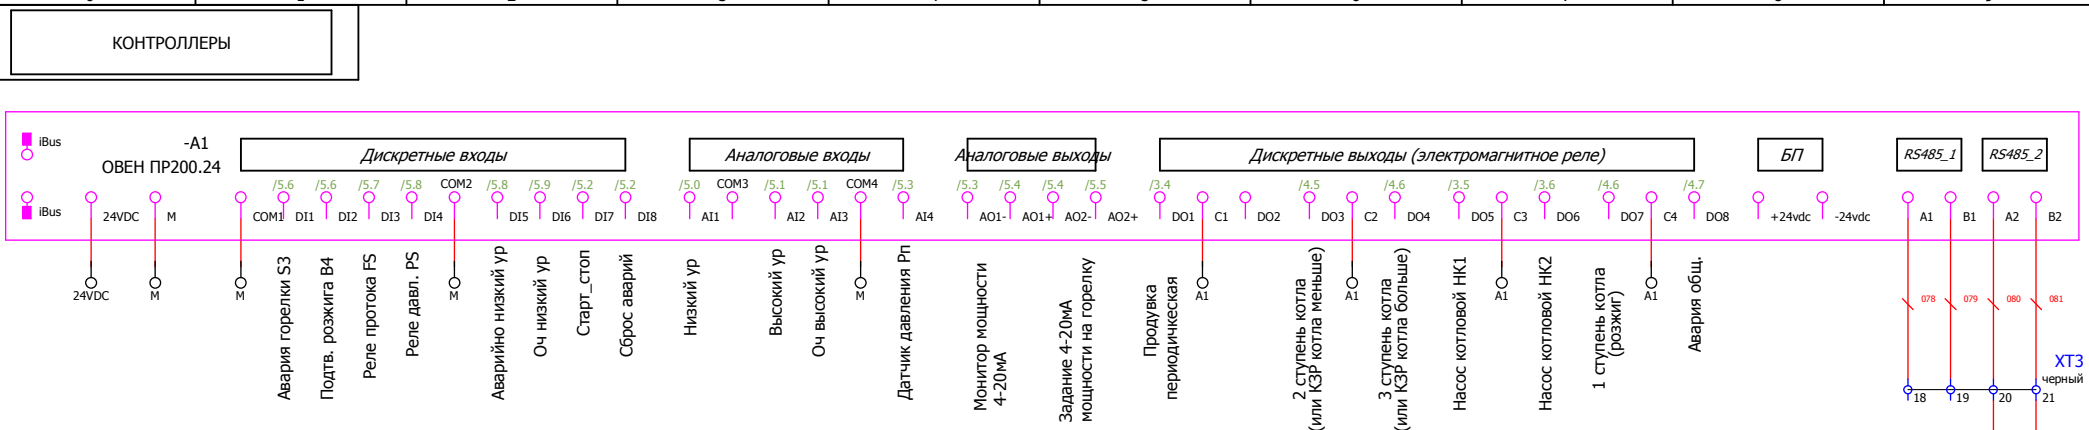 КОНТРОЛЛЕРЫ
iBus
-A1
ОВЕН ПР200.24
Дискретные входы
Аналоговые входы
Аналоговые выходы
Дискретные выходы (электромагнитное реле)
БП
RS485_1
RS485_2
/5.6 /5.6 /5.7 /5.8 COM2 /5.8 /5.9 /5.2 /5.2 /5.0 COM3 /5.1 /5.1 COM4 /5.3 /5.3 /5.4 /5.4 /5.5 /3.4 /4.5 /4.6 /3.5 /3.6 /4.6 /4.7
iBus 24VDC M COM1 DI1 DI2 DI3 DI4 DI5 DI6 DI7 DI8 AI1 AI2 AI3 AI4 AO1- AO1+ AO2- AO2+ DO1 C1 DO2 DO3 C2 DO4 DO5 C3 DO6 DO7 C4 DO8 +24vdc -24vdc A1 B1 A2 B2
24VDC M M M M A1 A1 A1 A1
Авария горелки S3
Подтв. розжига B4
Реле протока FS
Реле давл. PS
Аварийно низкий ур
Оч низкий ур
Старт_стоп
Сброс аварий
Низкий ур
Высокий ур
Оч высокий ур
Датчик давления Рп
Монитор мощности
4-20мА
Задание 4-20мА
мощности на горелку
Продувка
периодичкеская
2 ступень котла
(или КЗР котла меньше)
3 ступень котла
(или КЗР котла больше)
Насос котловой НК1
Насос котловой НК2
1 ступень котла
(розжиг)
Авария общ.
078 079 080 081
XT3
черный
18 19 20 21